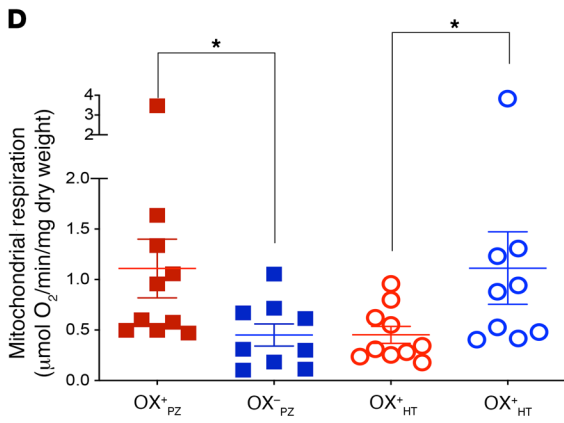 D
*
*
Mitochondrial respiration
(μmol O₂/min/mg dry weight)
4
3
2
2.0
1.5
1.0
0.5
0.0
OX⁺PZ
OX⁻PZ
OX⁺HT
OX⁺HT